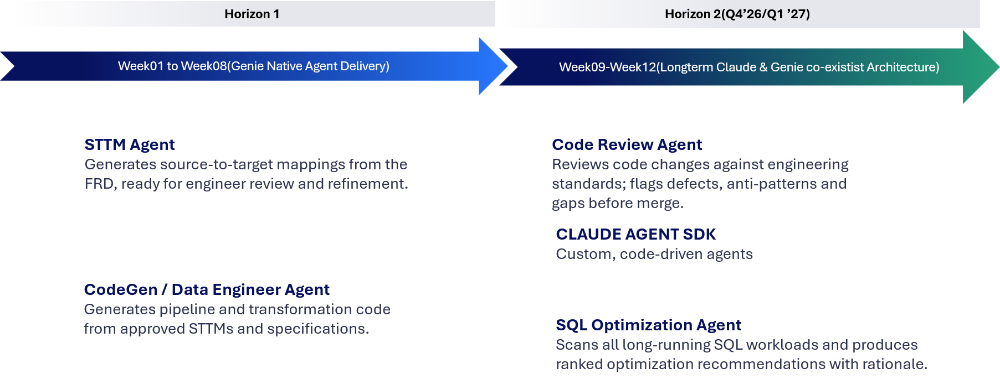 Horizon 1
Horizon 2(Q4’26/Q1 ’27)
Week01 to Week08(Genie Native Agent Delivery)
Week09-Week12(Longterm Claude & Genie co-existist Architecture)
STTM Agent
Generates source-to-target mappings from the
FRD, ready for engineer review and refinement.
CodeGen / Data Engineer Agent
Generates pipeline and transformation code
from approved STTMs and specifications.
Code Review Agent
Reviews code changes against engineering
standards; flags defects, anti-patterns and
gaps before merge.
CLAUDE AGENT SDK
Custom, code-driven agents
SQL Optimization Agent
Scans all long-running SQL workloads and produces
ranked optimization recommendations with rationale.